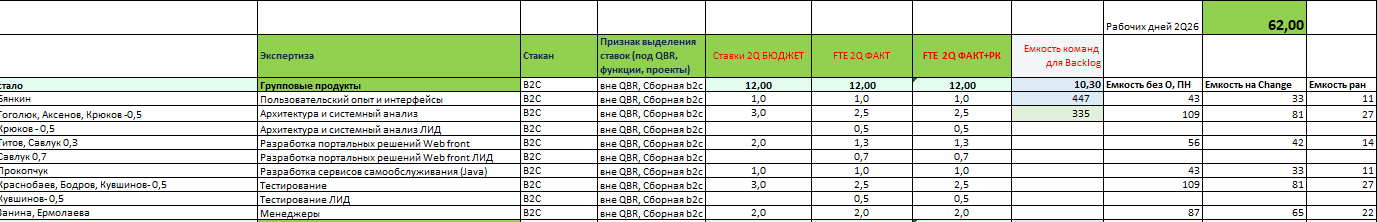 Рабочих дней 2Q26 62,00
Экспертиза Стакан Признак выделения ставок (под QBR, функции, проекты) Ставки 2Q БЮДЖЕТ FTE 2Q ФАКТ FTE 2Q ФАКТ+РК Емкость команд для Backlog
стало Групповые продукты B2C вне QBR, Сборная b2c 12,00 12,00 12,00 10,30 Емкость без О, ПН Емкость на Change Емкость ран
Пользовательский опыт и интерфейсы B2C вне QBR, Сборная b2c 1,0 1,0 1,0 447 43 33 11
Гоголюк, Аксенов, Крюков -0,5 Архитектура и системный анализ B2C вне QBR, Сборная b2c 3,0 2,5 2,5 335 109 81 27
Крюков - 0,5 Архитектура и системный анализ ЛИД B2C вне QBR, Сборная b2c 0,5 0,5
Титов, Савлук 0,3 Разработка портальных решений Web front B2C вне QBR, Сборная b2c 2,0 1,3 1,3 56 42 14
Савлук 0,7 Разработка портальных решений Web front ЛИД B2C вне QBR, Сборная b2c 0,7 0,7
Прокопчук Разработка сервисов самообслуживания (Java) B2C вне QBR, Сборная b2c 1,0 1,0 1,0 43 33 11
Краснобаев, Бодров, Кувшинов- 0,5 Тестирование B2C вне QBR, Сборная b2c 3,0 2,5 2,5 109 81 27
Кувшинов- 0,5 Тестирование ЛИД B2C вне QBR, Сборная b2c 0,5 0,5
Ермолаева Менеджеры B2C вне QBR, Сборная b2c 2,0 2,0 2,0 87 65 22